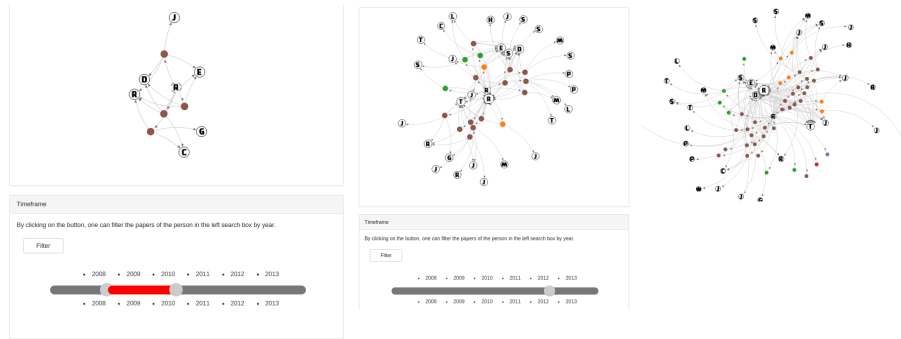 J
D
E
R
R
G
C
Timeframe
By clicking on the button, one can filter the papers of the person in the left search box by year.
Filter
• 2008 • 2009 • 2010 • 2011 • 2012 • 2013
• 2008 • 2009 • 2010 • 2011 • 2012 • 2013
L
H
J
S
C
S
T
M
E
S
D
J
S
S
P
R
J
P
T
R
M
L
J
T
R
G
J
J
M
J
R
J
Timeframe
By clicking on the button, one can filter the papers of the person in the left search box by year.
Filter
• 2008 • 2009 • 2010 • 2011 • 2012 • 2013
• 2008 • 2009 • 2010 • 2011 • 2012 • 2013
S
S
S
J
J
J
L
S
E
J
D
R
S
T
T
J
J
L
J
J
J